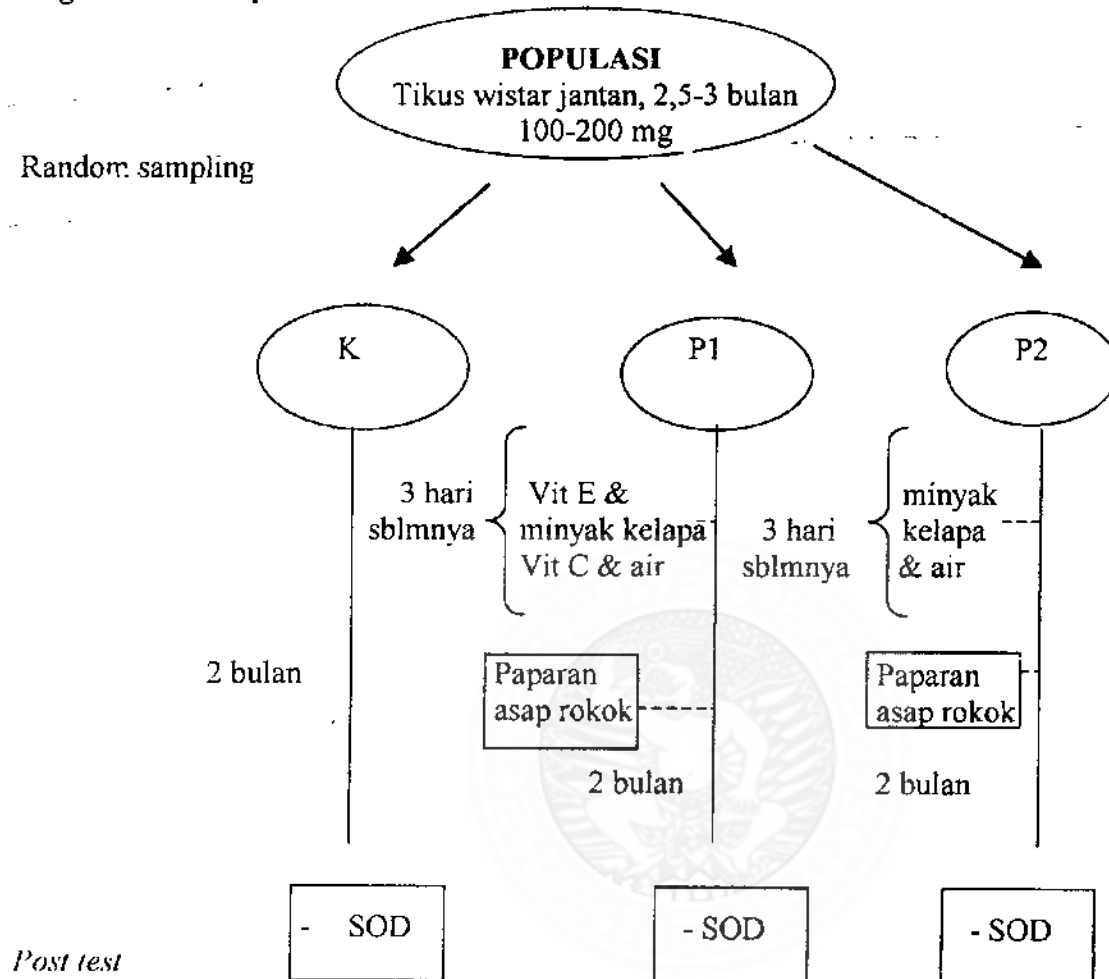 POPULASI
Tikus wistar jantan, 2,5-3 bulan
100-200 mg
Random sampling
K
P1
P2
3 hari
sblmnya
Vit E &
minyak kelapa
Vit C & air
3 hari
sblmnya
minyak
kelapa
& air
2 bulan
Paparan
asap rokok
2 bulan
Paparan
asap rokok
2 bulan
- SOD
- SOD
- SOD
Post test